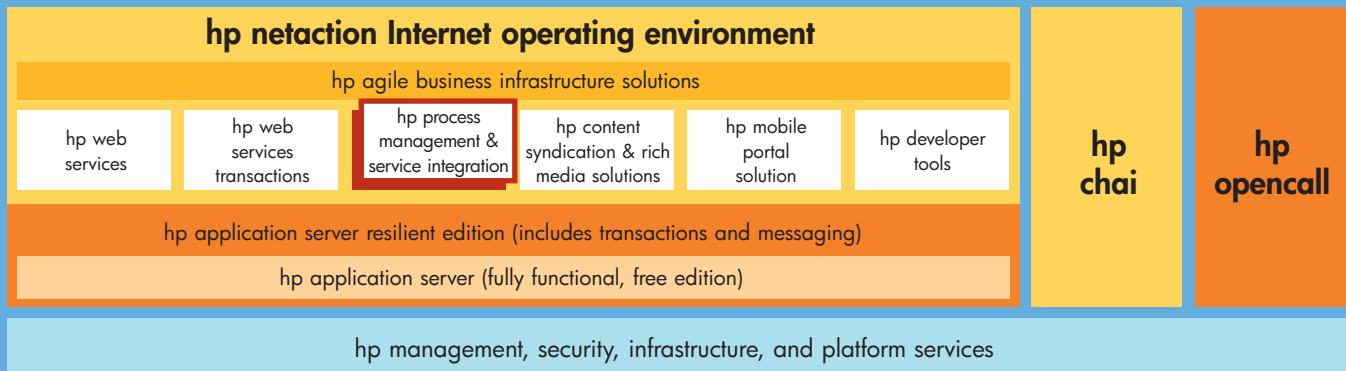 hp netaction Internet operating environment
hp agile business infrastructure solutions
hp web
services
hp web
services
transactions
hp process
management &
service integration
hp content
syndication & rich
media solutions
hp mobile
portal
solution
hp developer
tools
hp application server resilient edition (includes transactions and messaging)
hp application server (fully functional, free edition)
hp
chai
hp
opencall
hp management, security, infrastructure, and platform services